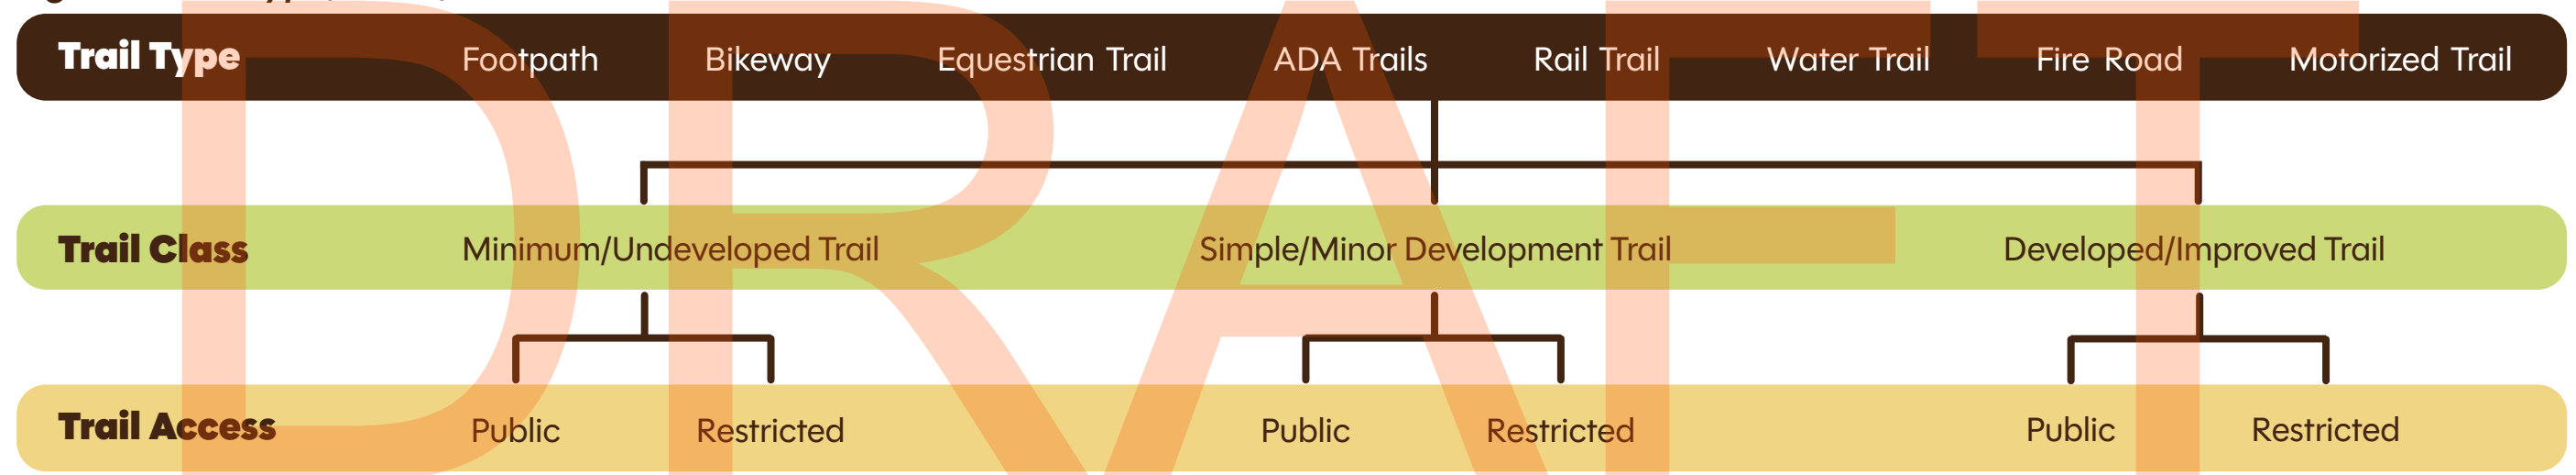 Trail Type Footpath Bikeway Equestrian Trail ADA Trails Rail Trail Water Trail Fire Road Motorized Trail
Trail Class Minimum/Undeveloped Trail Simple/Minor Development Trail Developed/Improved Trail
Trail Access Public Restricted Public Restricted Public Restricted
DRAFT